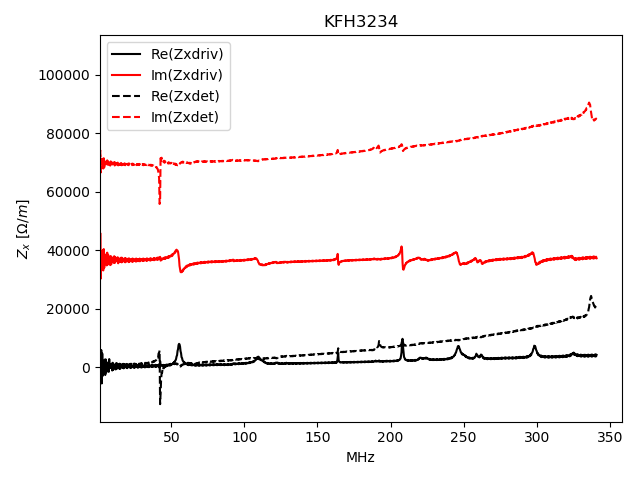 KFH3234
Re(Zxdriv)
Im(Zxdriv)
Re(Zxdet)
Im(Zxdet)
100000
80000
60000
40000
20000
0
Zx [Ω/m]
50 100 150 200 250 300 350
MHz